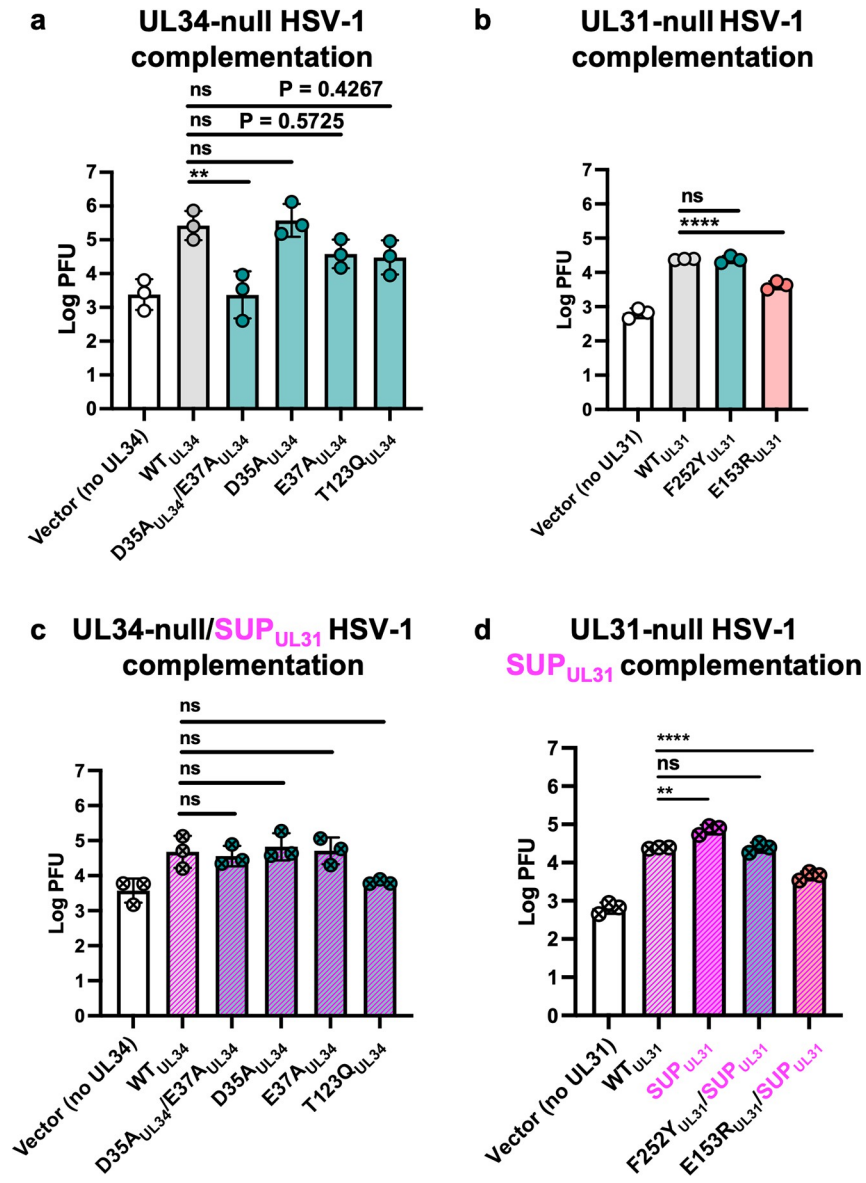 a
UL34-null HSV-1
complementation
ns P = 0.4267
ns P = 0.5725
ns
**
Log PFU
7
6
5
4
3
2
1
0
Vector (no UL34)
WT UL34
D35A UL34/E37A UL34
D35A UL34
E37A UL34
T123Q UL34
b
UL31-null HSV-1
complementation
ns
****
Log PFU
7
6
5
4
3
2
1
0
Vector (no UL31)
WT UL31
F252Y UL31
E153R UL31
c
UL34-null/SUP UL31 HSV-1
complementation
ns
ns
ns
ns
Log PFU
7
6
5
4
3
2
1
0
Vector (no UL34)
WT UL34
D35A UL34/E37A UL34
D35A UL34
E37A UL34
T123Q UL34
d
UL31-null HSV-1
SUP UL31 complementation
****
ns
**
Log PFU
7
6
5
4
3
2
1
0
Vector (no UL31)
WT UL31
SUP UL31
F252Y UL31/SUP UL31
E153R UL31/SUP UL31